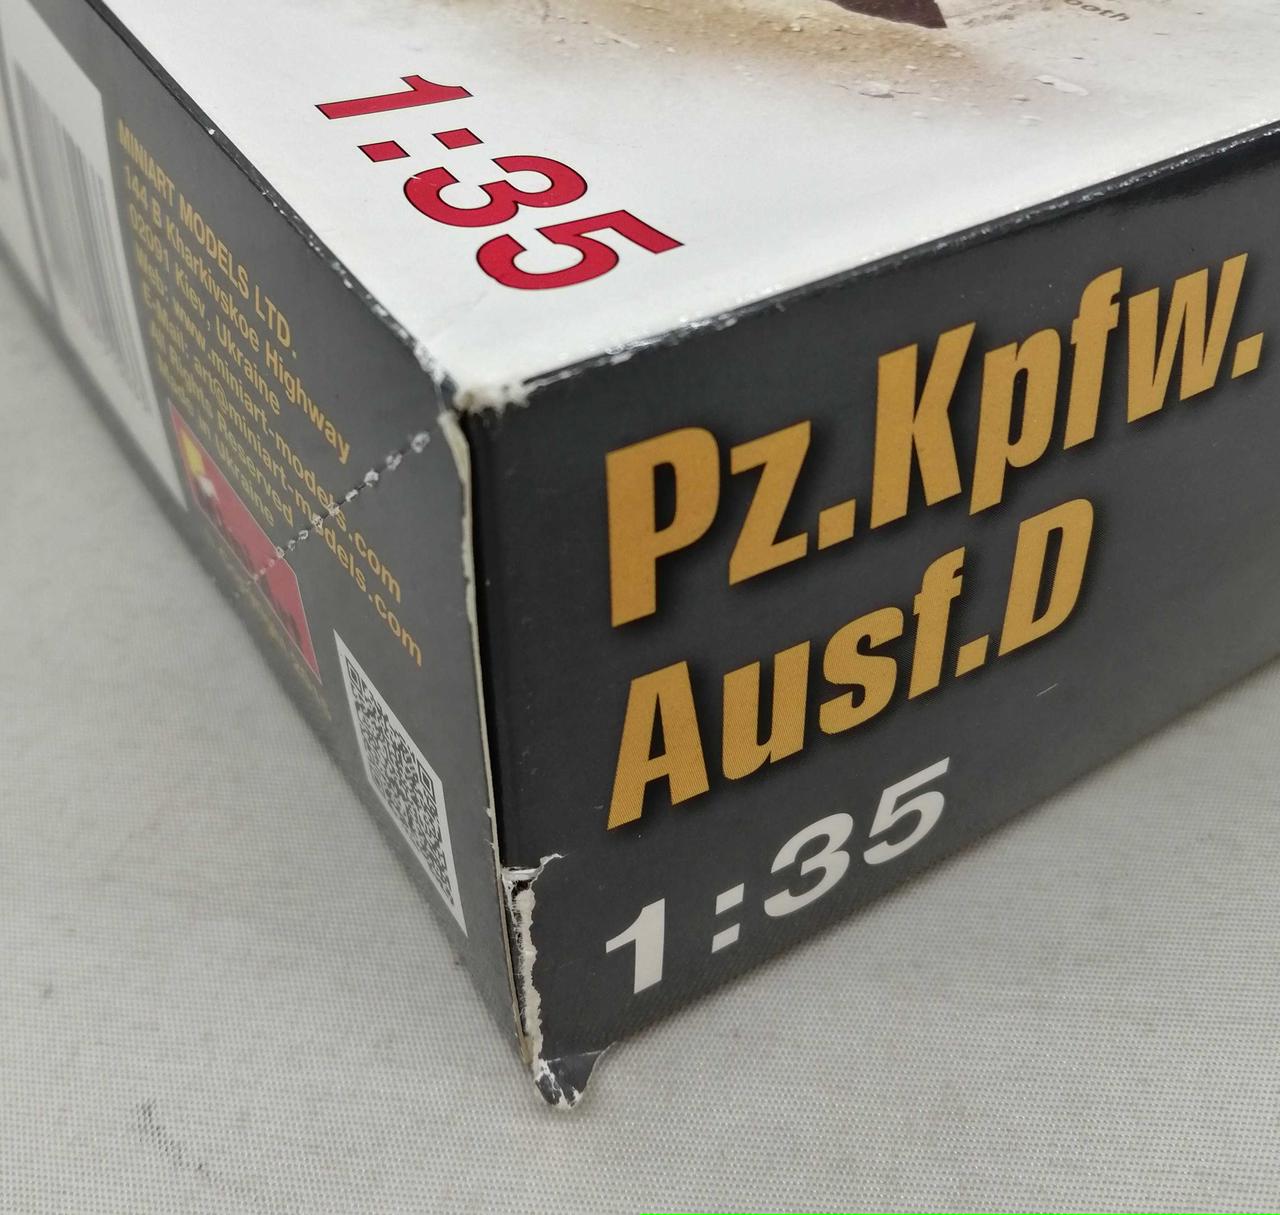 1:35
MINIART MODELS LTD.
144 B Kharkivskoe Highway
02091 Kiev, Ukraine
Web: www.miniart-models.com
E-Mail: art@miniart-models.com
All Rights Reserved
Made in Ukraine
Pz.Kpfw.
Ausf.D
1:35